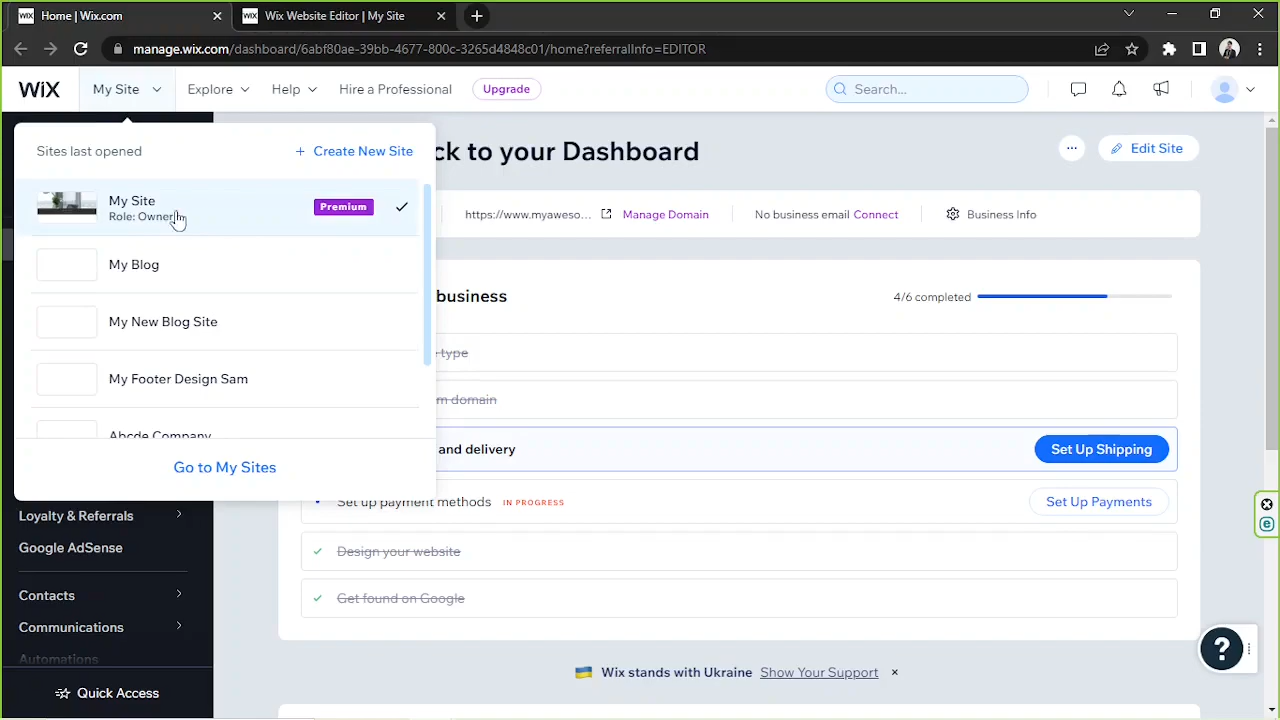 Home | Wix.com
Wix Website Editor | My Site
manage.wix.com/dashboard/6abf80ae-39bb-4677-800c-3265d4848c01/home?referralInfo=EDITOR
WIX
My Site
Explore
Help
Hire a Professional
Upgrade
Search...
Sites last opened
+ Create New Site
ck to your Dashboard
Edit Site
My Site
Role: Owner
Premium
https://www.myaweso...
Manage Domain
No business email Connect
Business Info
My Blog
business
4/6 completed
My New Blog Site
type
My Footer Design Sam
m domain
Abcde Company
and delivery
Set Up Shipping
Go to My Sites
Set up payment methods
IN PROGRESS
Set Up Payments
Loyalty & Referrals
Google AdSense
Design your website
Contacts
Get found on Google
Communications
Automations
Wix stands with Ukraine Show Your Support
Quick Access